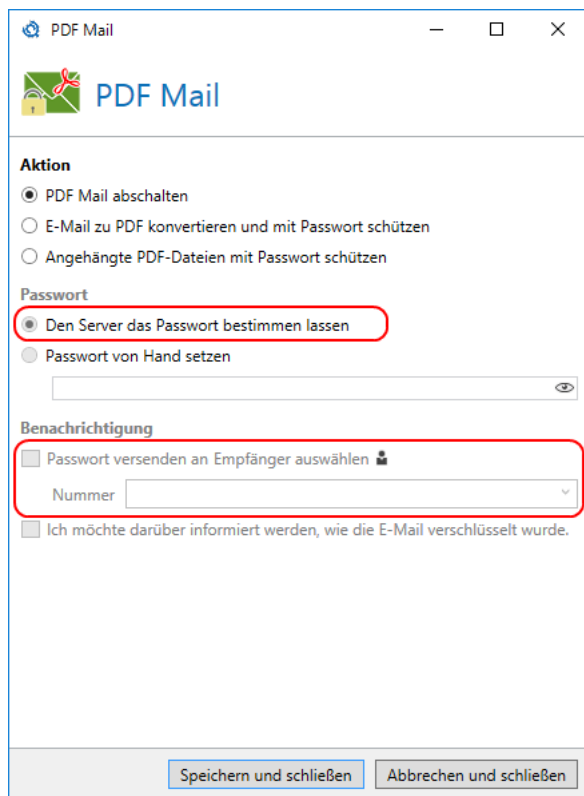 PDF Mail
PDF Mail
Aktion
PDF Mail abschalten
E-Mail zu PDF konvertieren und mit Passwort schützen
Angehängte PDF-Dateien mit Passwort schützen
Passwort
Den Server das Passwort bestimmen lassen
Passwort von Hand setzen
Benachrichtigung
Passwort versenden an Empfänger auswählen
Nummer
Ich möchte darüber informiert werden, wie die E-Mail verschlüsselt wurde.
Speichern und schließen Abbrechen und schließen